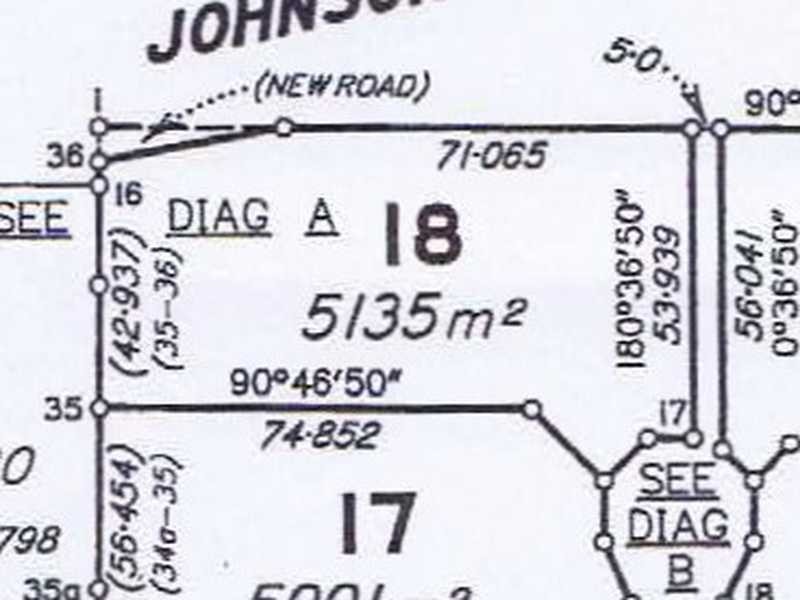 JOHNSON
5·0
(NEW ROAD)
90°
36
71·065
16
SEE
DIAG A
18
(42·937)
(35-36)
180°36'50"
53·939
56·041
0°36'50"
5135m²
90°46'50"
35
74·852
17
(56·454)
(34a-35)
17
SEE
DIAG
B
798
35a
18